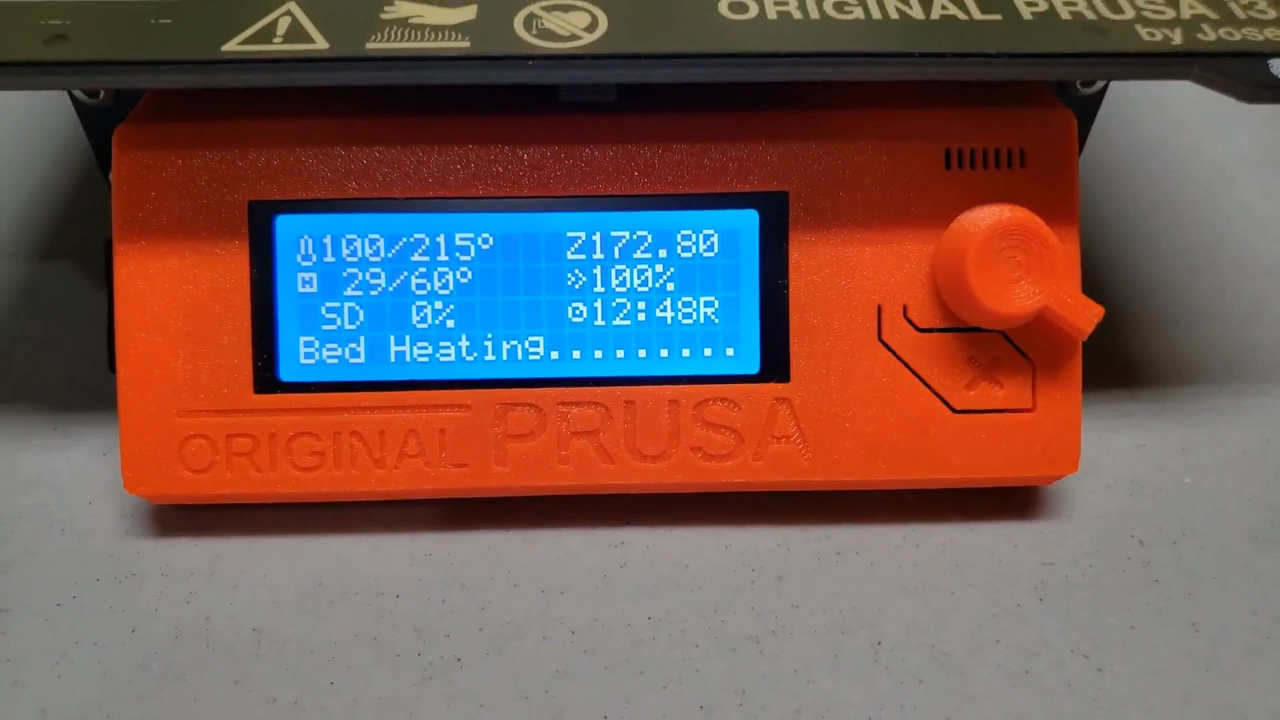 ORIGINAL PRUSA i3
by Jose
100/215° Z172.80
29/60° 100%
SD 0% 12:48R
Bed Heating.........
ORIGINAL PRUSA